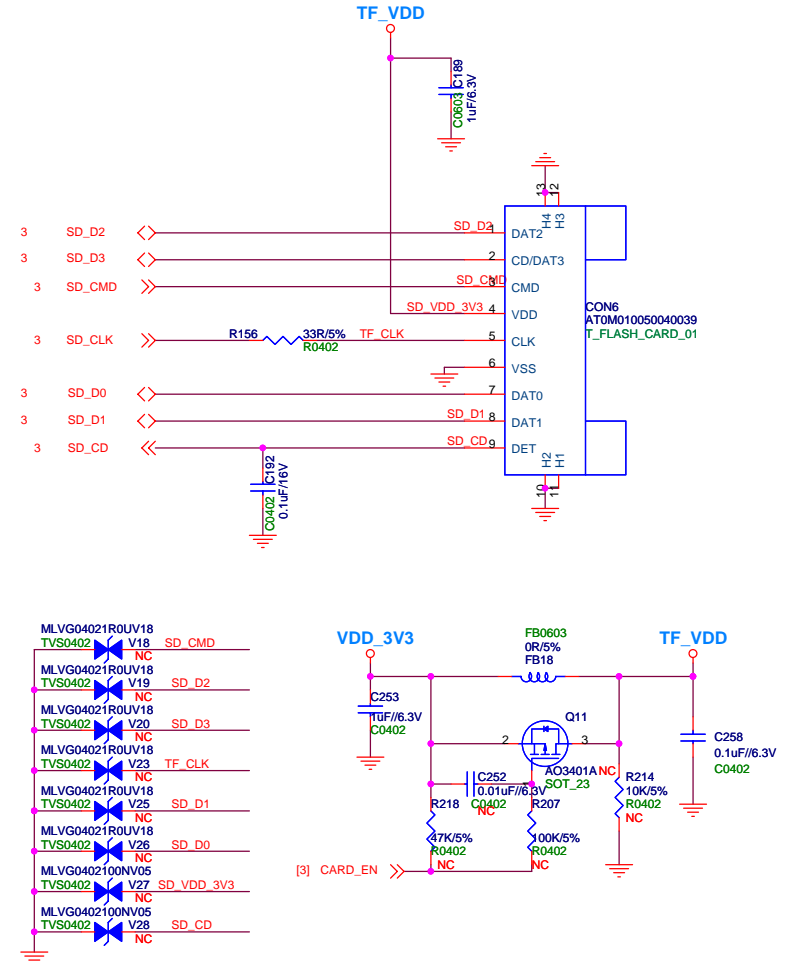 TF_VDD
C189
1uF/6.3V
C0603
13
12
H4
H3
3 SD_D2 SD_D2 1 DAT2
3 SD_D3 2 CD/DAT3
3 SD_CMD SD_CMD 3 CMD
SD_VDD_3V3 4 VDD
CON6
AT0M010050040039
T_FLASH_CARD_01
3 SD_CLK R156 33R/5% TF_CLK 5 CLK
R0402
6 VSS
3 SD_D0 7 DAT0
3 SD_D1 SD_D1 8 DAT1
3 SD_CD SD_CD 9 DET
H2
H1
10
11
C192
0.1uF/16V
C0402
MLVG04021R0UV18
TVS0402 V18 SD_CMD
NC
MLVG04021R0UV18
TVS0402 V19 SD_D2
NC
MLVG04021R0UV18
TVS0402 V20 SD_D3
NC
MLVG04021R0UV18
TVS0402 V23 TF_CLK
NC
MLVG04021R0UV18
TVS0402 V25 SD_D1
NC
MLVG04021R0UV18
TVS0402 V26 SD_D0
NC
MLVG0402100NV05
TVS0402 V27 SD_VDD_3V3
NC
MLVG0402100NV05
TVS0402 V28 SD_CD
NC
VDD_3V3
FB0603
0R/5%
FB18
TF_VDD
C253
1uF//6.3V
C0402
Q11
2
3
AO3401A NC
SOT_23
C258
0.1uF//6.3V
C0402
C252
0.01uF/6.3V
C0402
NC
R214
10K/5%
R0402
NC
R218
47K/5%
R0402
NC
R207
100K/5%
R0402
NC
[3] CARD_EN